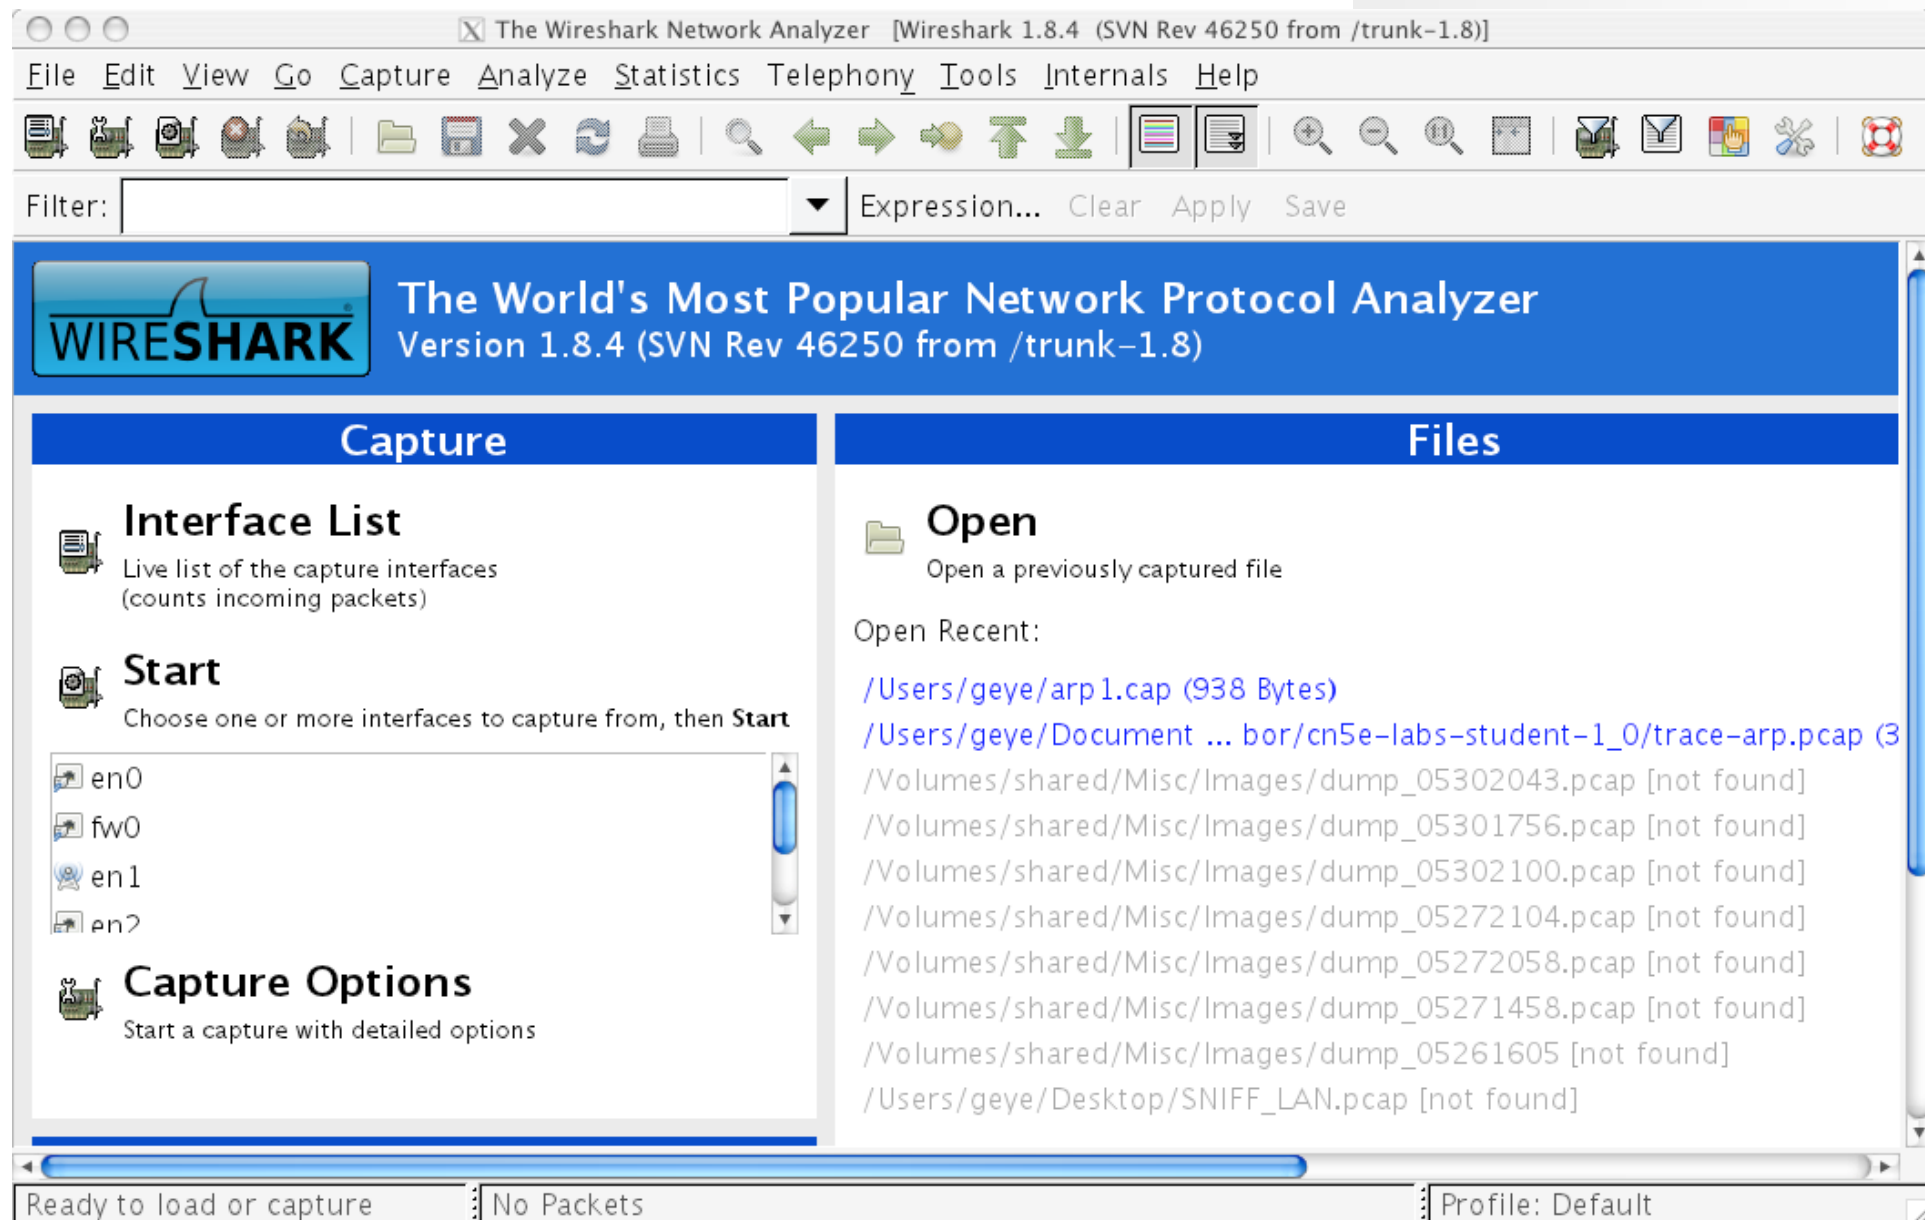 The Wireshark Network Analyzer [Wireshark 1.8.4 (SVN Rev 46250 from /trunk-1.8)]
File Edit View Go Capture Analyze Statistics Telephony Tools Internals Help
Filter: Expression... Clear Apply Save
WIRESHARK
The World's Most Popular Network Protocol Analyzer
Version 1.8.4 (SVN Rev 46250 from /trunk-1.8)
Capture
Interface List
Live list of the capture interfaces
(counts incoming packets)
Start
Choose one or more interfaces to capture from, then Start
en0
fw0
en1
en2
Capture Options
Start a capture with detailed options
Files
Open
Open a previously captured file
Open Recent:
/Users/geye/arp1.cap (938 Bytes)
/Users/geye/Document ... bor/cn5e-labs-student-1_0/trace-arp.pcap (3
/Volumes/shared/Misc/Images/dump_05302043.pcap [not found]
/Volumes/shared/Misc/Images/dump_05301756.pcap [not found]
/Volumes/shared/Misc/Images/dump_05302100.pcap [not found]
/Volumes/shared/Misc/Images/dump_05272104.pcap [not found]
/Volumes/shared/Misc/Images/dump_05272058.pcap [not found]
/Volumes/shared/Misc/Images/dump_05271458.pcap [not found]
/Volumes/shared/Misc/Images/dump_05261605 [not found]
/Users/geye/Desktop/SNIFF_LAN.pcap [not found]
Ready to load or capture
No Packets
Profile: Default